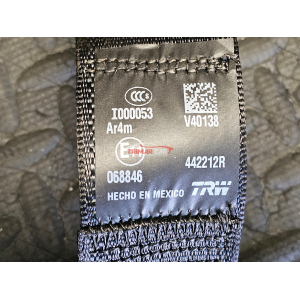 CCC
I000053 V40138
Ar4m
E
068846 442212R
HECHO EN MEXICO TRW